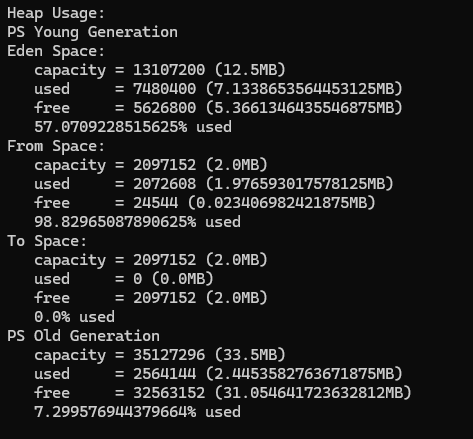 Heap Usage:
PS Young Generation
Eden Space:
   capacity = 13107200 (12.5MB)
   used     = 7480400 (7.1338653564453125MB)
   free     = 5626800 (5.3661346435546875MB)
   57.0709228515625% used
From Space:
   capacity = 2097152 (2.0MB)
   used     = 2072608 (1.976593017578125MB)
   free     = 24544 (0.023406982421875MB)
   98.82965087890625% used
To Space:
   capacity = 2097152 (2.0MB)
   used     = 0 (0.0MB)
   free     = 2097152 (2.0MB)
   0.0% used
PS Old Generation
   capacity = 35127296 (33.5MB)
   used     = 2564144 (2.4453582763671875MB)
   free     = 32563152 (31.054641723632812MB)
   7.299576944379664% used